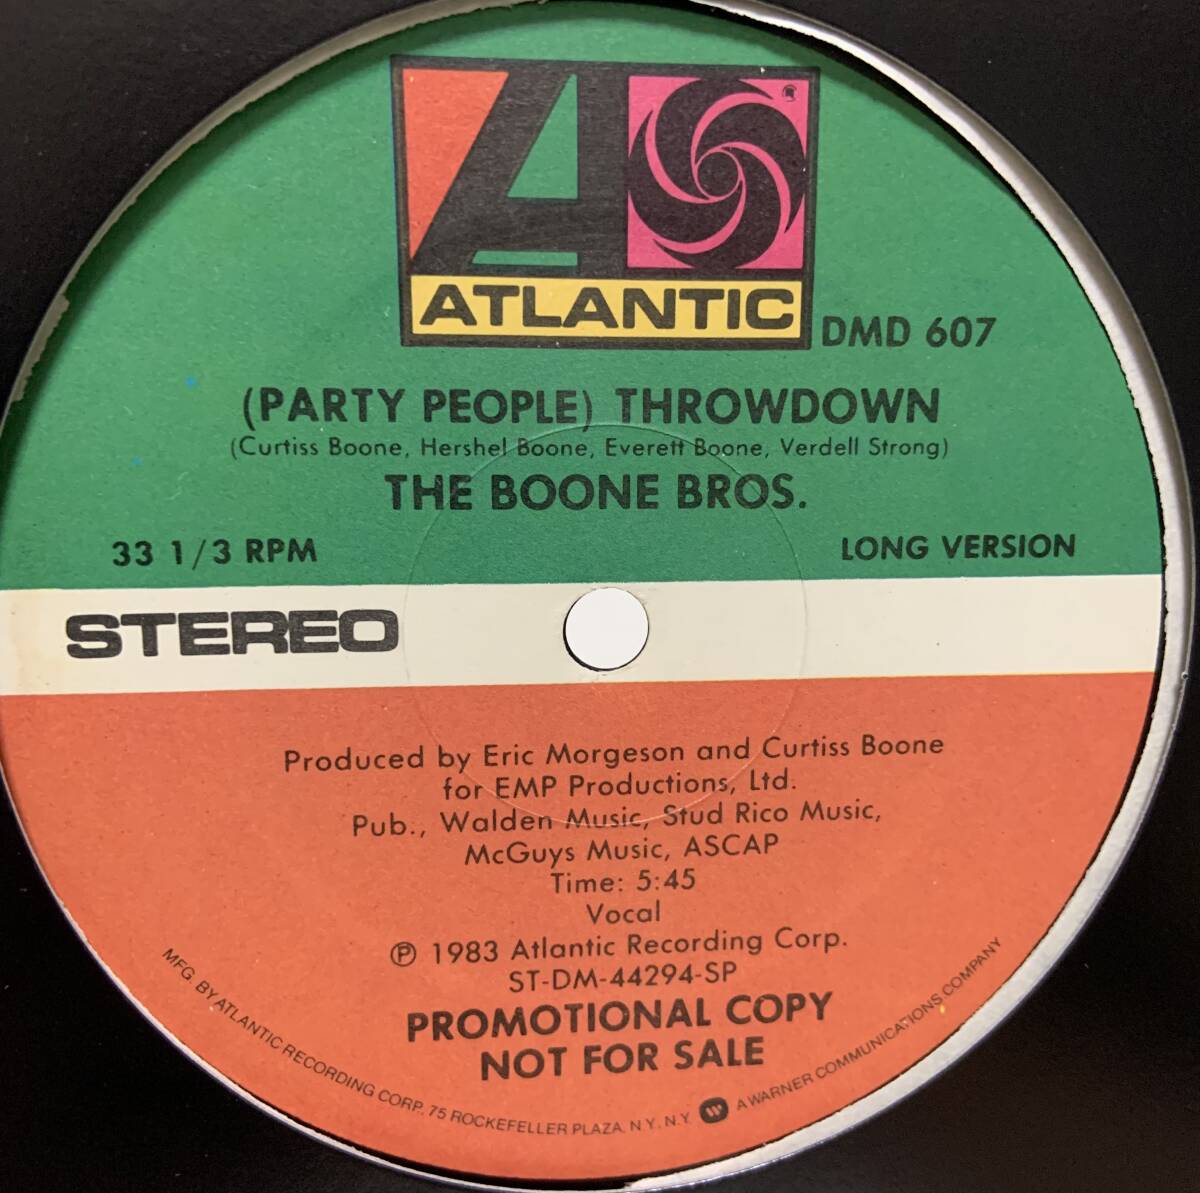 ATLANTIC
DMD 607
(PARTY PEOPLE) THROWDOWN
(Curtiss Boone, Hershel Boone, Everett Boone, Verdell Strong)
THE BOONE BROS.
33 1/3 RPM
LONG VERSION
STEREO
Produced by Eric Morgeson and Curtiss Boone
for EMP Productions, Ltd.
Pub., Walden Music, Stud Rico Music,
McGuys Music, ASCAP
Time: 5:45
Vocal
℗ 1983 Atlantic Recording Corp.
ST-DM-44294-SP
PROMOTIONAL COPY
NOT FOR SALE
MFG. BY ATLANTIC RECORDING CORP. 75 ROCKEFELLER PLAZA, N.Y. N.Y. A WARNER COMMUNICATIONS COMPANY